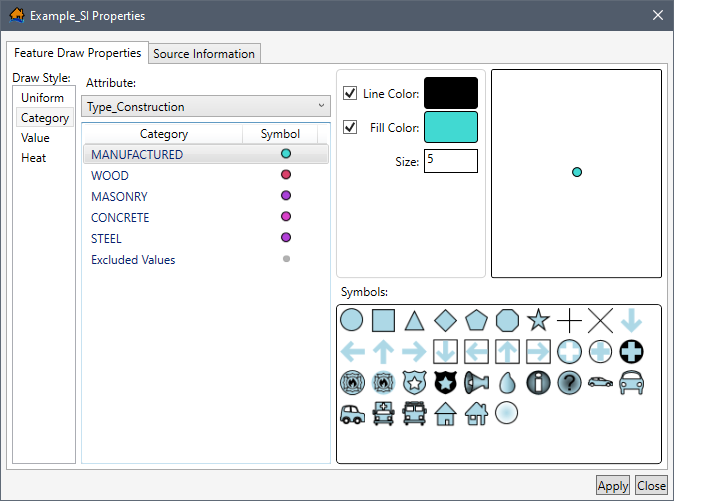 Example_SI Properties
Feature Draw Properties
Source Information
Draw Style:
Uniform
Category
Value
Heat
Attribute:
Type_Construction
Category Symbol
MANUFACTURED
WOOD
MASONRY
CONCRETE
STEEL
Excluded Values
Line Color:
Fill Color:
Size: 5
Symbols:
Apply Close